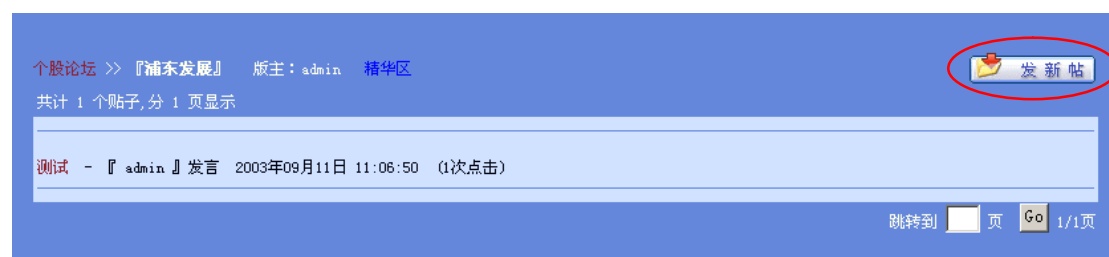 个股论坛 >> 『浦东发展』 版主：admin 精华区
发新帖
共计 1 个贴子,分 1 页显示
测试 - 『 admin 』发言 2003年09月11日 11:06:50 (1次点击)
跳转到 页 Go 1/1页